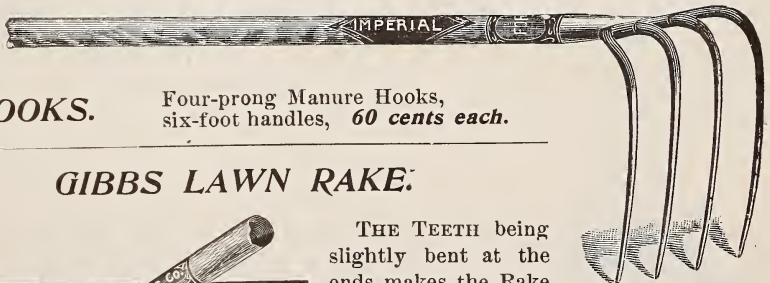 IMPERIAL
FOR
OOKS.
Four-prong Manure Hooks,
six-foot handles, 60 cents each.
GIBBS LAWN RAKE.
THE TEETH being
slightly bent at the
ends makes the Rake